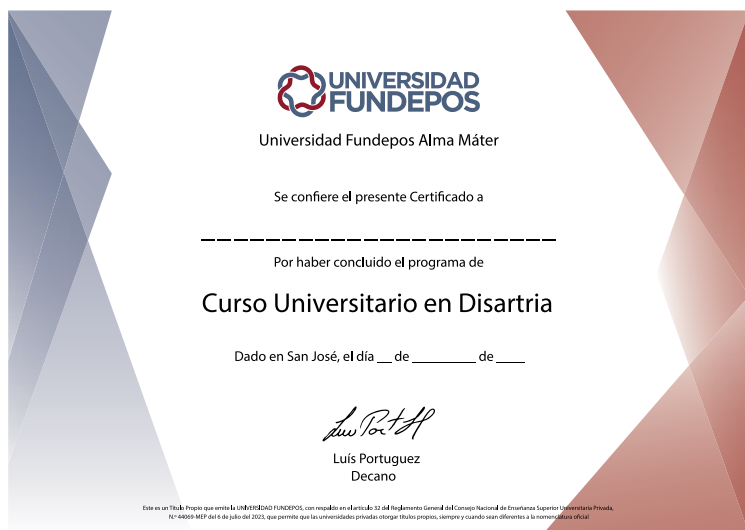 UNIVERSIDAD
FUNDEPOS
Universidad Fundepos Alma Máter
Se confiere el presente Certificado a
Por haber concluido el programa de
Curso Universitario en Disartria
Dado en San José, el día __ de ________ de ____
Luís Portuguez
Decano
Este es un Título Propio que emite la UNIVERSIDAD FUNDEPOS, con respaldo en el artículo 32 del Reglamento General del Consejo Nacional de Enseñanza Superior Universitaria Privada,
N.º 44069-MEP del 6 de julio del 2023, que permite que las universidades privadas otorgar títulos propios, siempre y cuando sean diferentes a la nomenclatura oficial